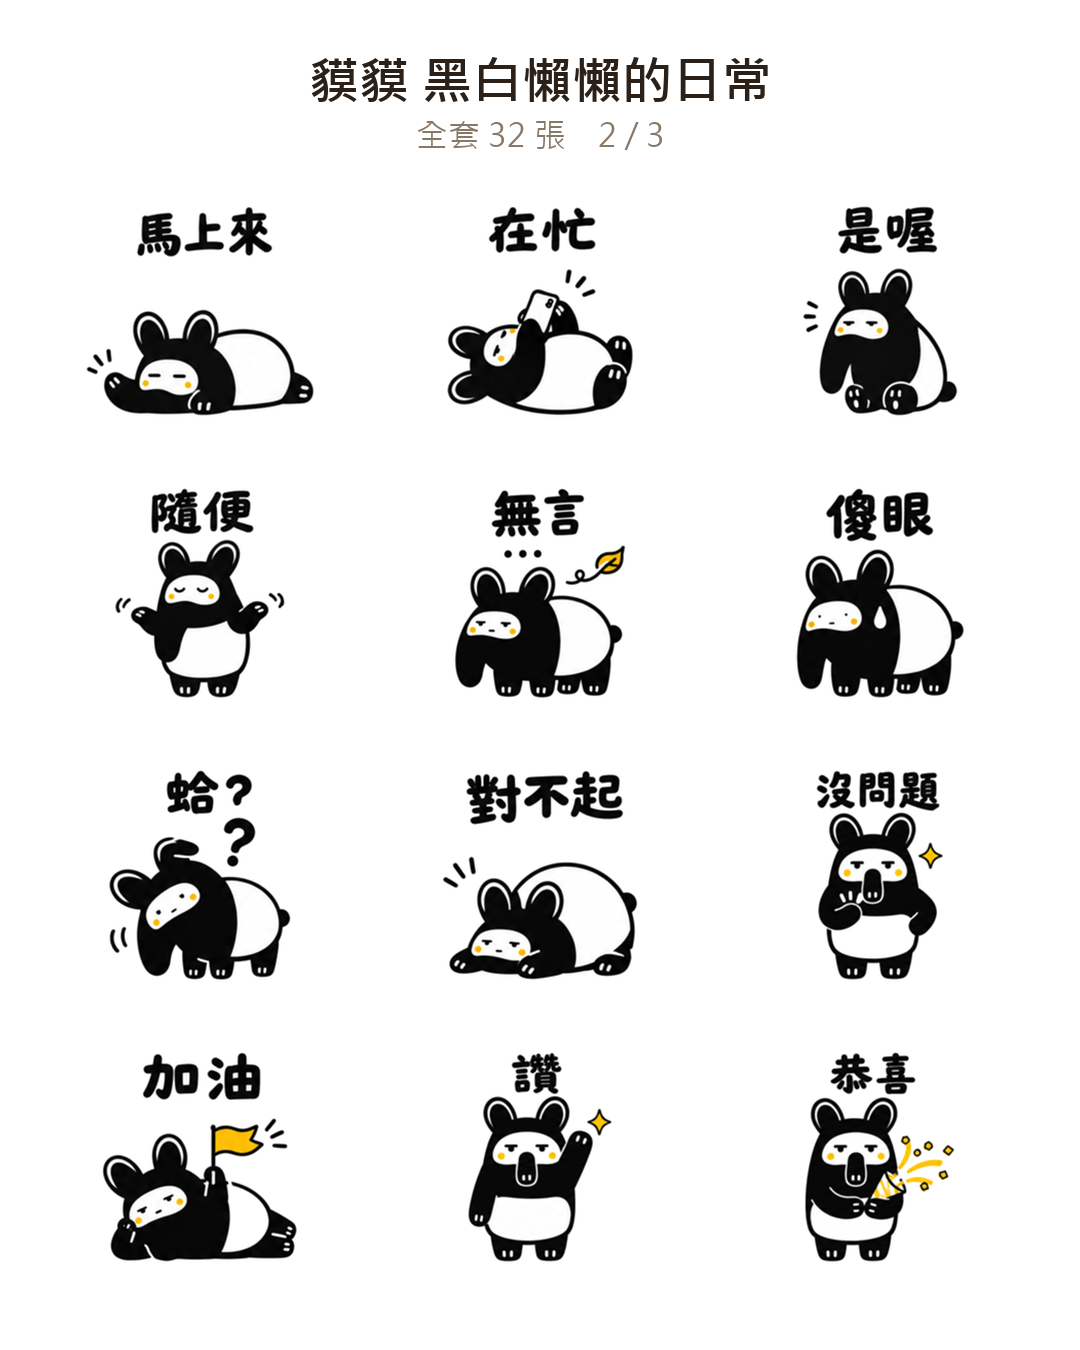 貘貘 黑白懶懶的日常
全套 32 張 2 / 3
馬上來
在忙
是喔
隨便
無言
...
傻眼
蛤?
?
對不起
沒問題
加油
讚
恭喜